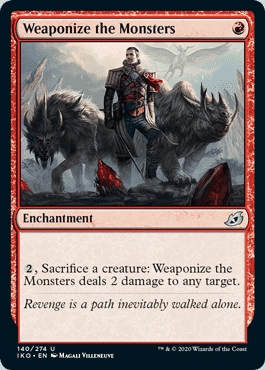 Weaponize the Monsters
Enchantment
2, Sacrifice a creature: Weaponize the
Monsters deals 2 damage to any target.
Revenge is a path inevitably walked alone.
140/274 U
IKO • EN MAGALI VILLENEUVE
™ & © 2020 Wizards of the Coast